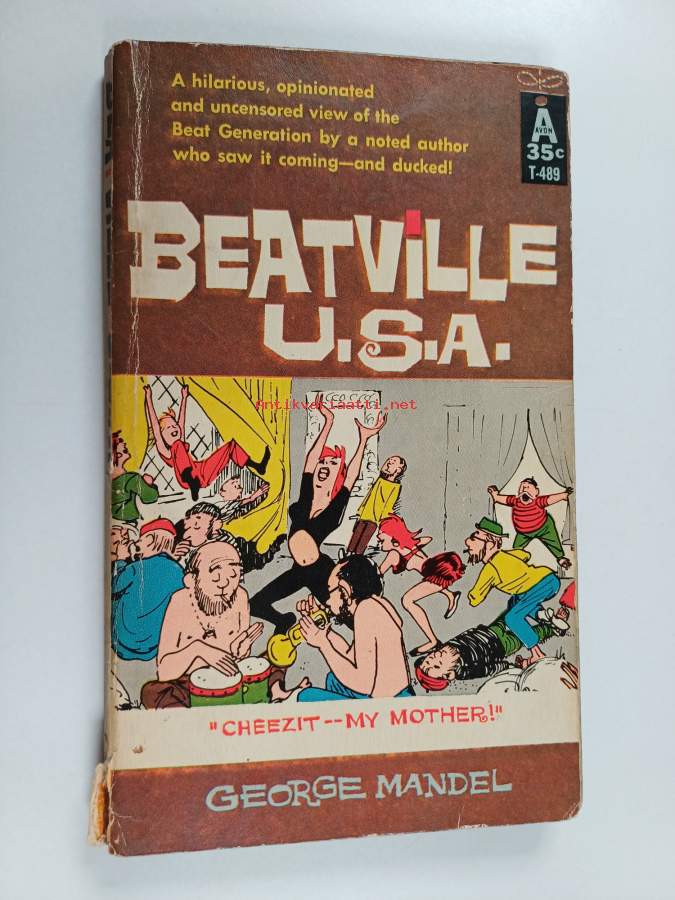 A hilarious, opinionated
and uncensored view of the
Beat Generation by a noted author
who saw it coming—and ducked!
A
AVON
35c
T-489
BEATViLLE
U.S.A.
Antikvariaatti.net
"CHEEZIT--MY MOTHER!"
GEORGE MANDEL